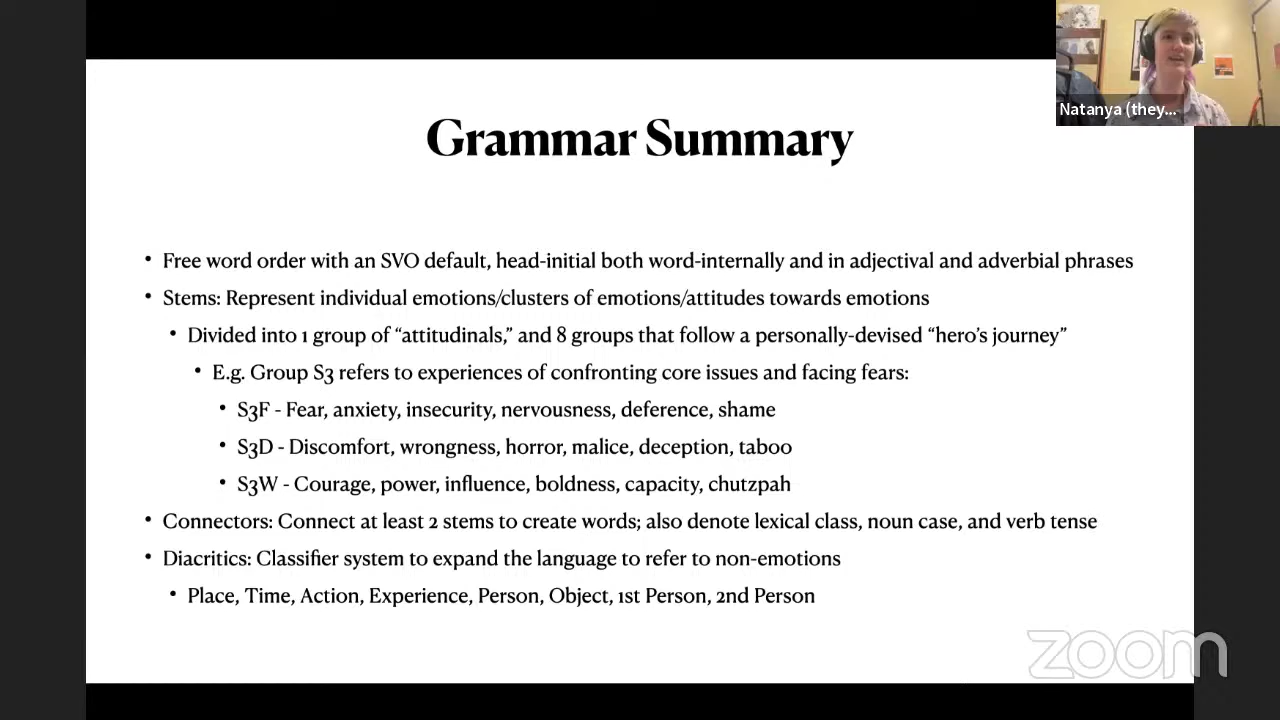 Natanya (they...
Grammar Summary
• Free word order with an SVO default, head-initial both word-internally and in adjectival and adverbial phrases
• Stems: Represent individual emotions/clusters of emotions/attitudes towards emotions
• Divided into 1 group of “attitudinals,” and 8 groups that follow a personally-devised “hero’s journey”
• E.g. Group S3 refers to experiences of confronting core issues and facing fears:
• S3F - Fear, anxiety, insecurity, nervousness, deference, shame
• S3D - Discomfort, wrongness, horror, malice, deception, taboo
• S3W - Courage, power, influence, boldness, capacity, chutzpah
• Connectors: Connect at least 2 stems to create words; also denote lexical class, noun case, and verb tense
• Diacritics: Classifier system to expand the language to refer to non-emotions
• Place, Time, Action, Experience, Person, Object, 1st Person, 2nd Person
zoom